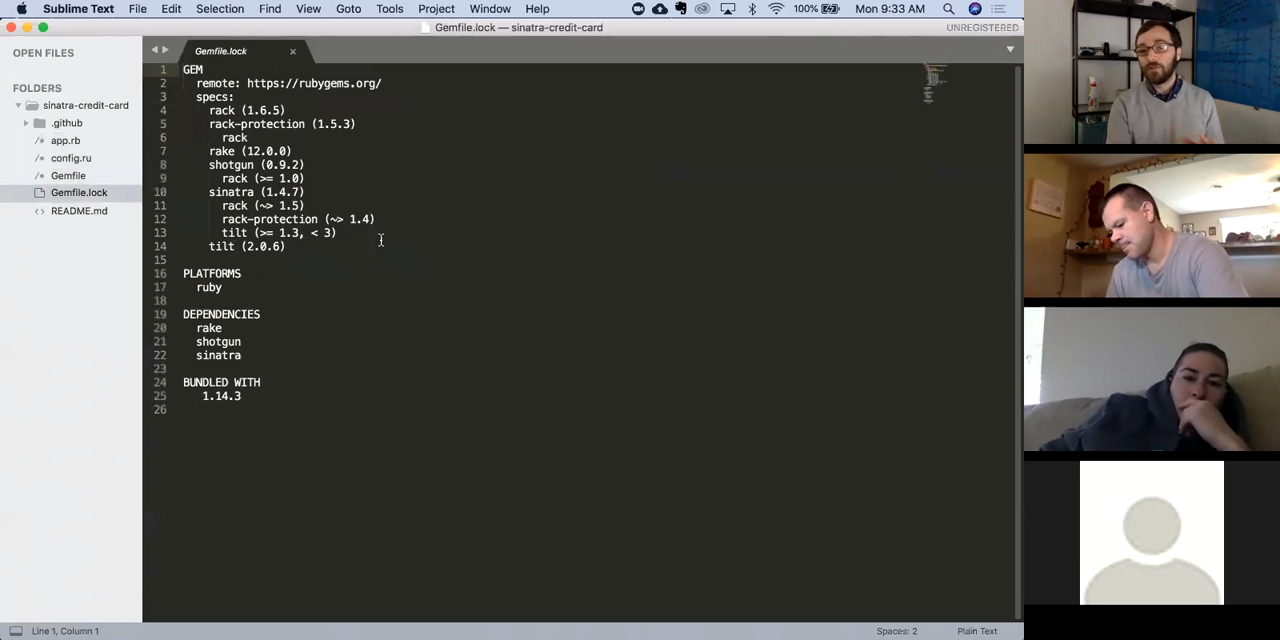 Sublime Text File Edit Selection Find View Goto Tools Project Window Help 100% Mon 9:33 AM
Gemfile.lock — sinatra-credit-card UNREGISTERED
OPEN FILES
FOLDERS
sinatra-credit-card
.github
app.rb
config.ru
Gemfile
Gemfile.lock
README.md
Gemfile.lock
1 GEM
2 remote: https://rubygems.org/
3 specs:
4 rack (1.6.5)
5 rack-protection (1.5.3)
6 rack
7 rake (12.0.0)
8 shotgun (0.9.2)
9 rack (>= 1.0)
10 sinatra (1.4.7)
11 rack (~> 1.5)
12 rack-protection (~> 1.4)
13 tilt (>= 1.3, < 3)
14 tilt (2.0.6)
15
16 PLATFORMS
17 ruby
18
19 DEPENDENCIES
20 rake
21 shotgun
22 sinatra
23
24 BUNDLED WITH
25 1.14.3
26
Line 1, Column 1 Spaces: 2 Plain Text